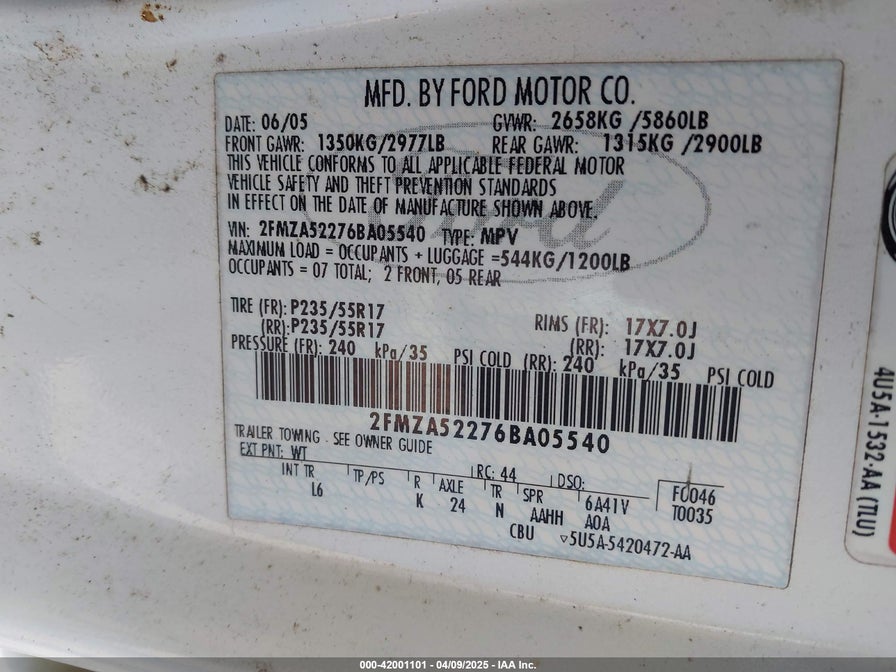 MFD. BY FORD MOTOR CO.
DATE: 06/05 GVWR: 2658KG /5860LB
FRONT GAWR: 1350KG/2977LB REAR GAWR: 1315KG /2900LB
THIS VEHICLE CONFORMS TO ALL APPLICABLE FEDERAL MOTOR
VEHICLE SAFETY AND THEFT PREVENTION STANDARDS
IN EFFECT ON THE DATE OF MANUFACTURE SHOWN ABOVE.
VIN: 2FMZA52276BA05540 TYPE: MPV
MAXIMUM LOAD = OCCUPANTS + LUGGAGE =544KG/1200LB
OCCUPANTS = 07 TOTAL; 2 FRONT, 05 REAR
TIRE (FR): P235/55R17 RIMS (FR): 17X7.0J
(RR): P235/55R17 (RR): 17X7.0J
PRESSURE (FR): 240 kPa/35 PSI COLD (RR): 240 kPa/35 PSI COLD
2FMZA52276BA05540
TRAILER TOWING - SEE OWNER GUIDE
EXT PNT: WT RC: 44 DSO:
INT TR TP/PS R AXLE TR SPR 6A41V F0046
L6 K 24 N AAHH A0A T0035
CBU ▽5U5A-5420472-AA
Ford
4U5A-1532-AA (TLU)
000-42001101 - 04/09/2025 - IAA Inc.